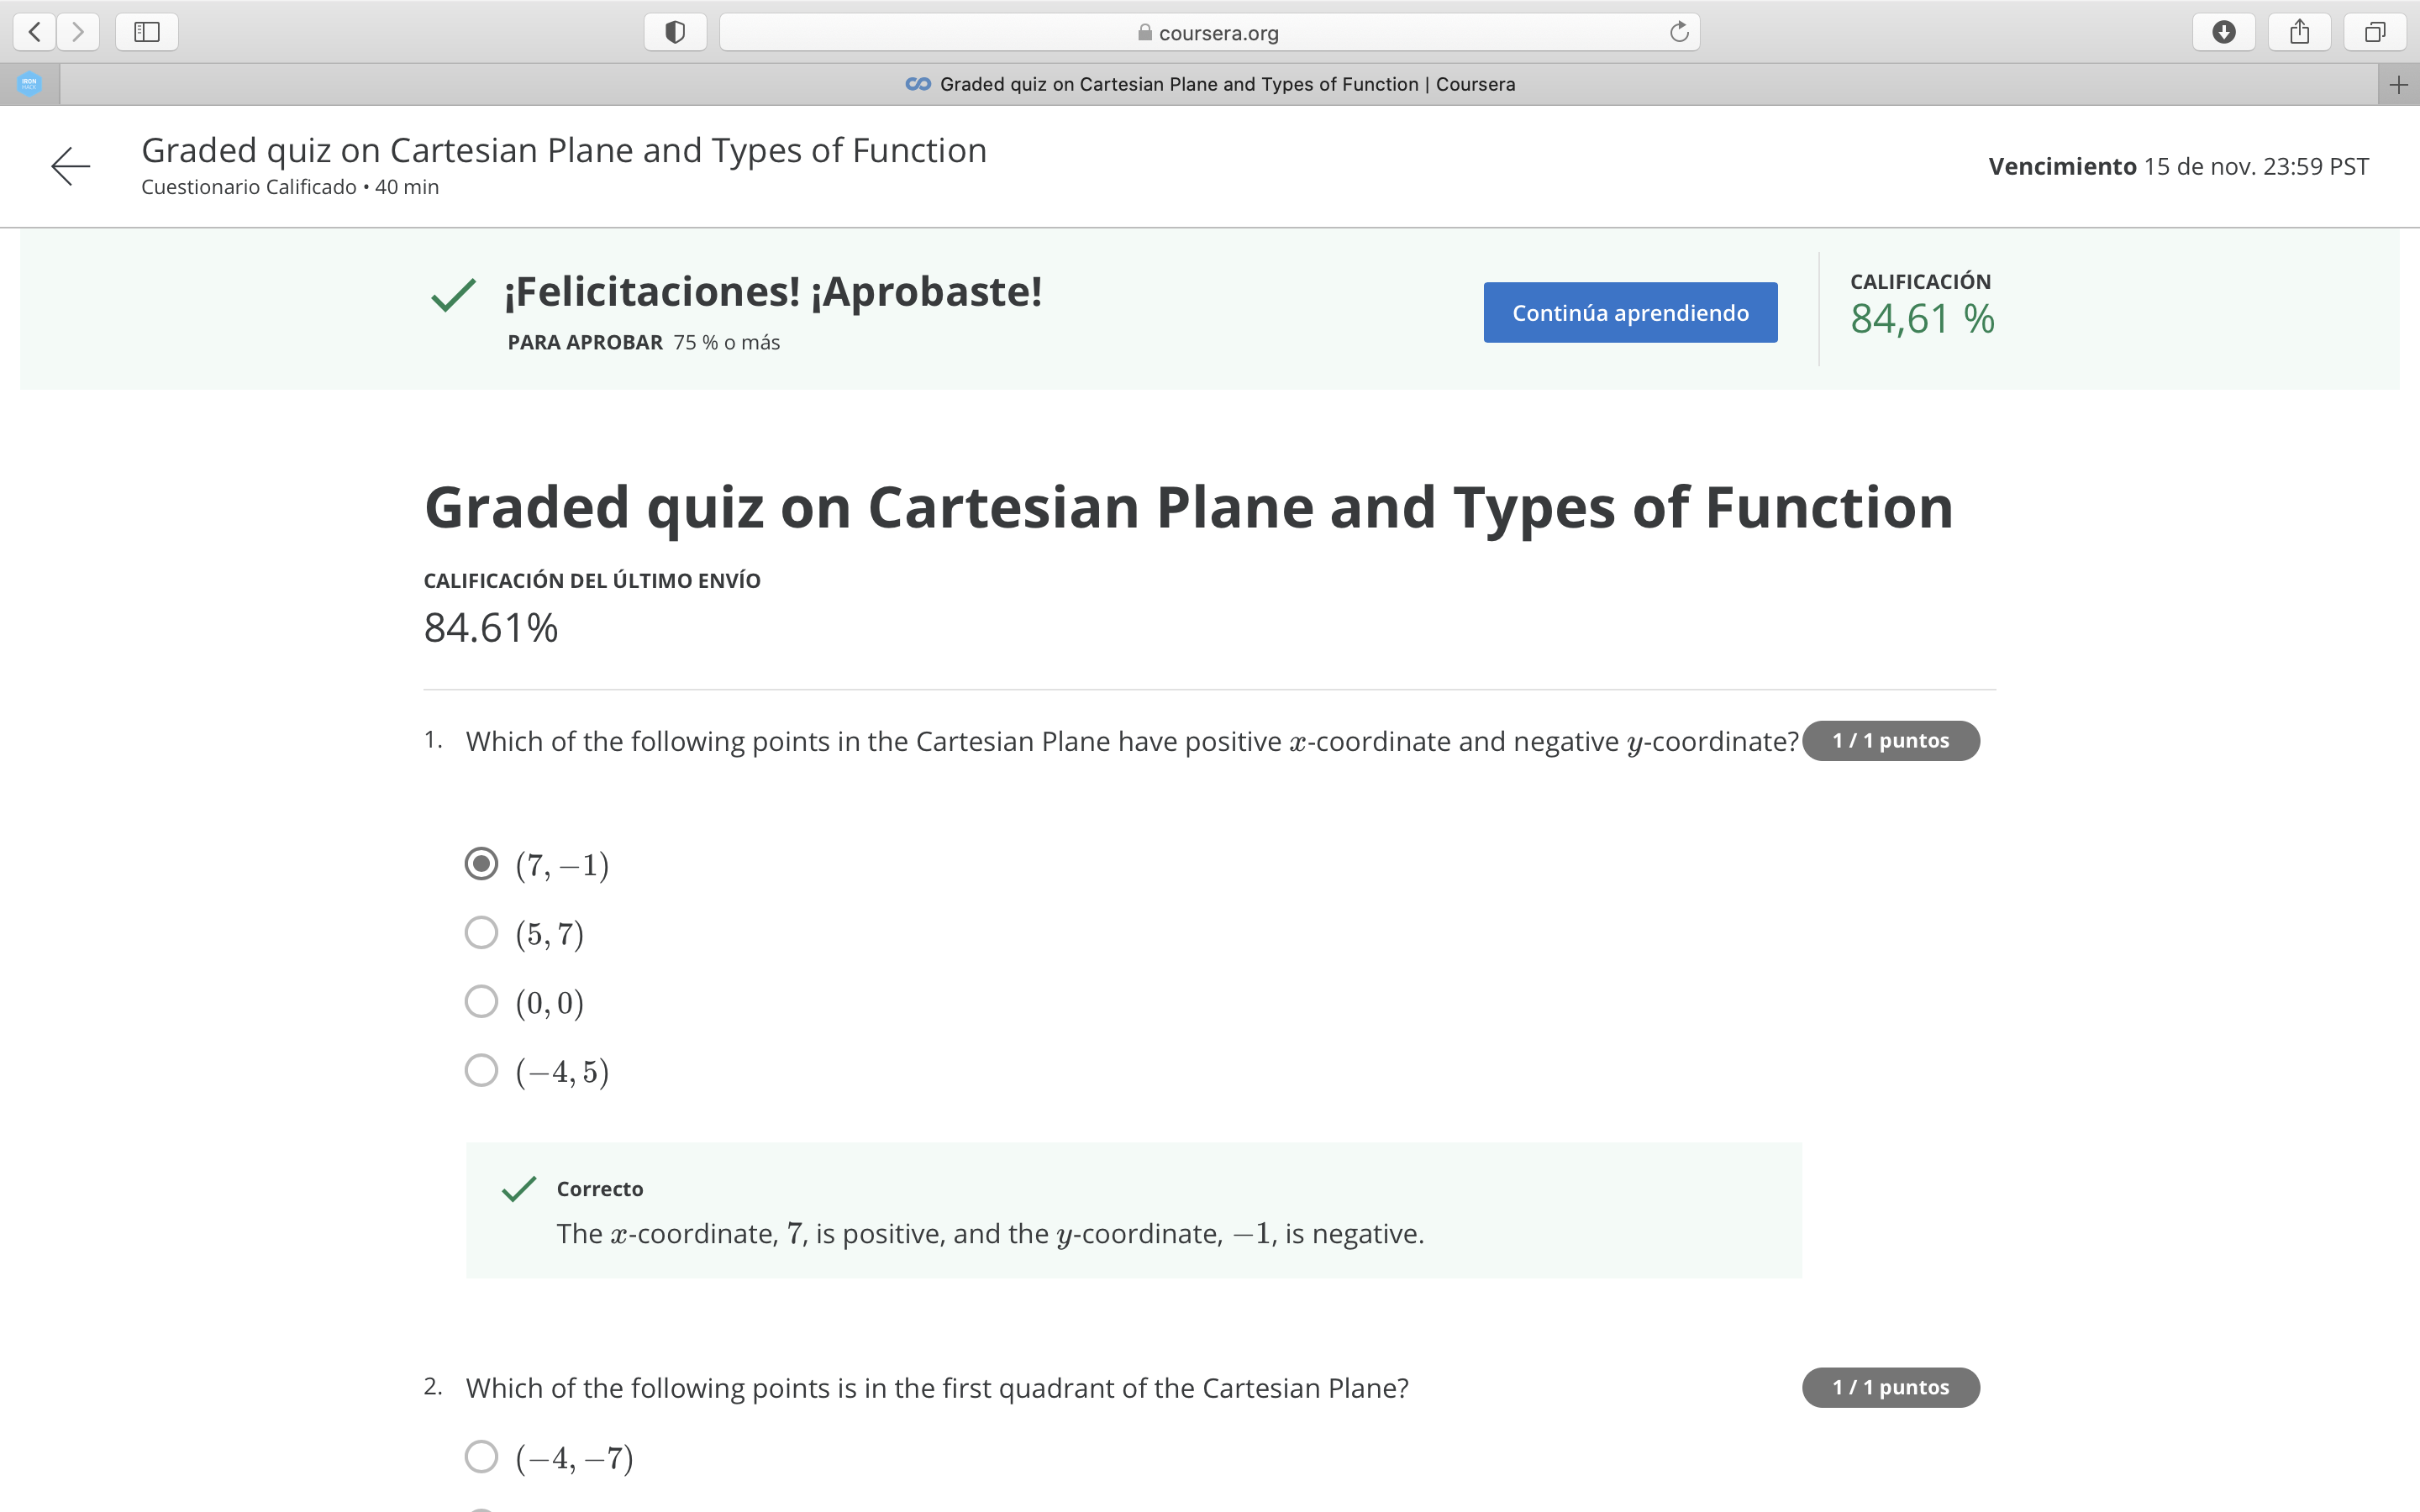 coursera.org
IRON
HACK
Graded quiz on Cartesian Plane and Types of Function | Coursera
Graded quiz on Cartesian Plane and Types of Function
Cuestionario Calificado • 40 min
Vencimiento 15 de nov. 23:59 PST
¡Felicitaciones! ¡Aprobaste!
PARA APROBAR 75 % o más
Continúa aprendiendo
CALIFICACIÓN
84,61 %
Graded quiz on Cartesian Plane and Types of Function
CALIFICACIÓN DEL ÚLTIMO ENVÍO
84.61%
1. Which of the following points in the Cartesian Plane have positive x-coordinate and negative y-coordinate? 1 / 1 puntos
(7, −1)
(5, 7)
(0, 0)
(−4, 5)
Correcto
The x-coordinate, 7, is positive, and the y-coordinate, −1, is negative.
2. Which of the following points is in the first quadrant of the Cartesian Plane? 1 / 1 puntos
(−4, −7)